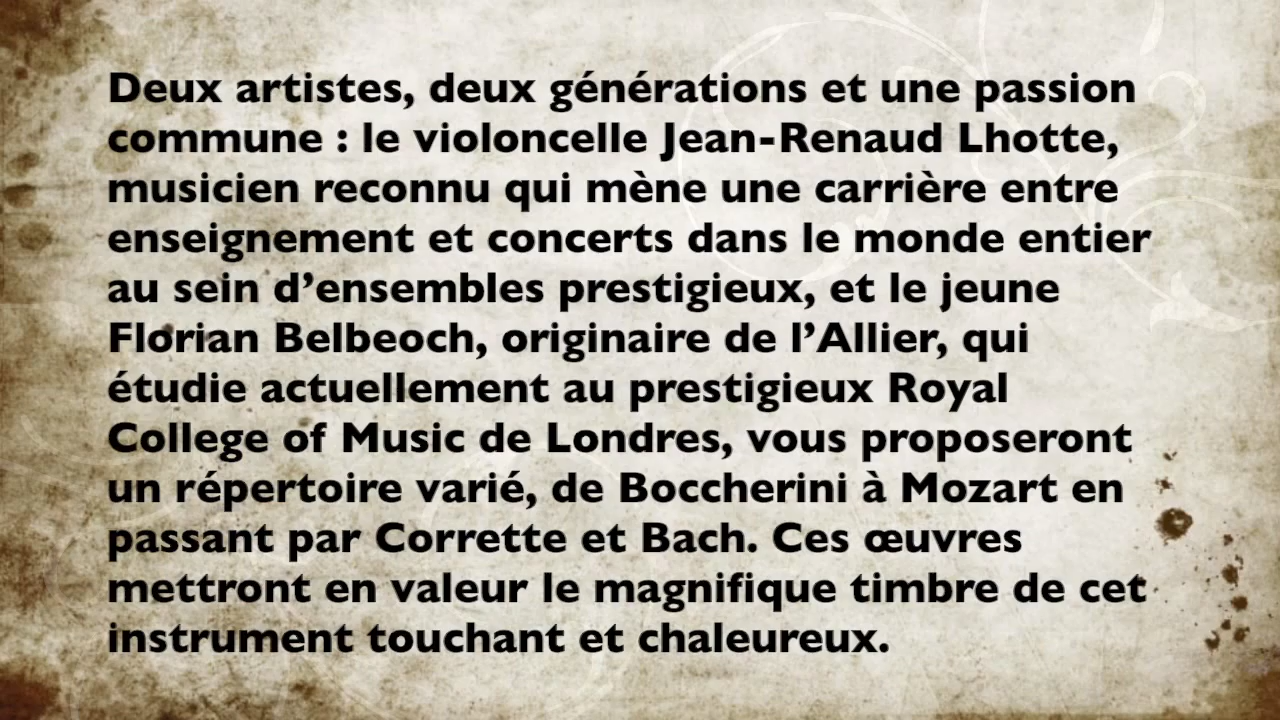 Deux artistes, deux générations et une passion
commune : le violoncelle Jean-Renaud Lhotte,
musicien reconnu qui mène une carrière entre
enseignement et concerts dans le monde entier
au sein d’ensembles prestigieux, et le jeune
Florian Belbeoch, originaire de l’Allier, qui
étudie actuellement au prestigieux Royal
College of Music de Londres, vous proposeront
un répertoire varié, de Boccherini à Mozart en
passant par Corrette et Bach. Ces œuvres
mettront en valeur le magnifique timbre de cet
instrument touchant et chaleureux.